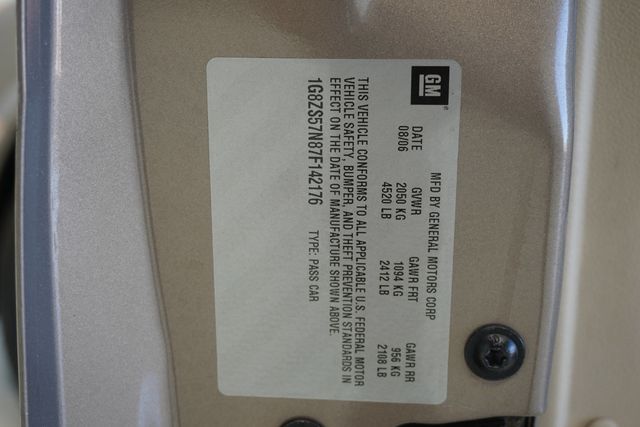 GM
MFD BY GENERAL MOTORS CORP
DATE GVWR GAWR FRT GAWR RR
08/06 2050 KG 1094 KG 956 KG
4520 LB 2412 LB 2108 LB
THIS VEHICLE CONFORMS TO ALL APPLICABLE U.S. FEDERAL MOTOR
VEHICLE SAFETY, BUMPER, AND THEFT PREVENTION STANDARDS IN
EFFECT ON THE DATE OF MANUFACTURE SHOWN ABOVE.
1G8ZS57N87F142176 TYPE: PASS CAR